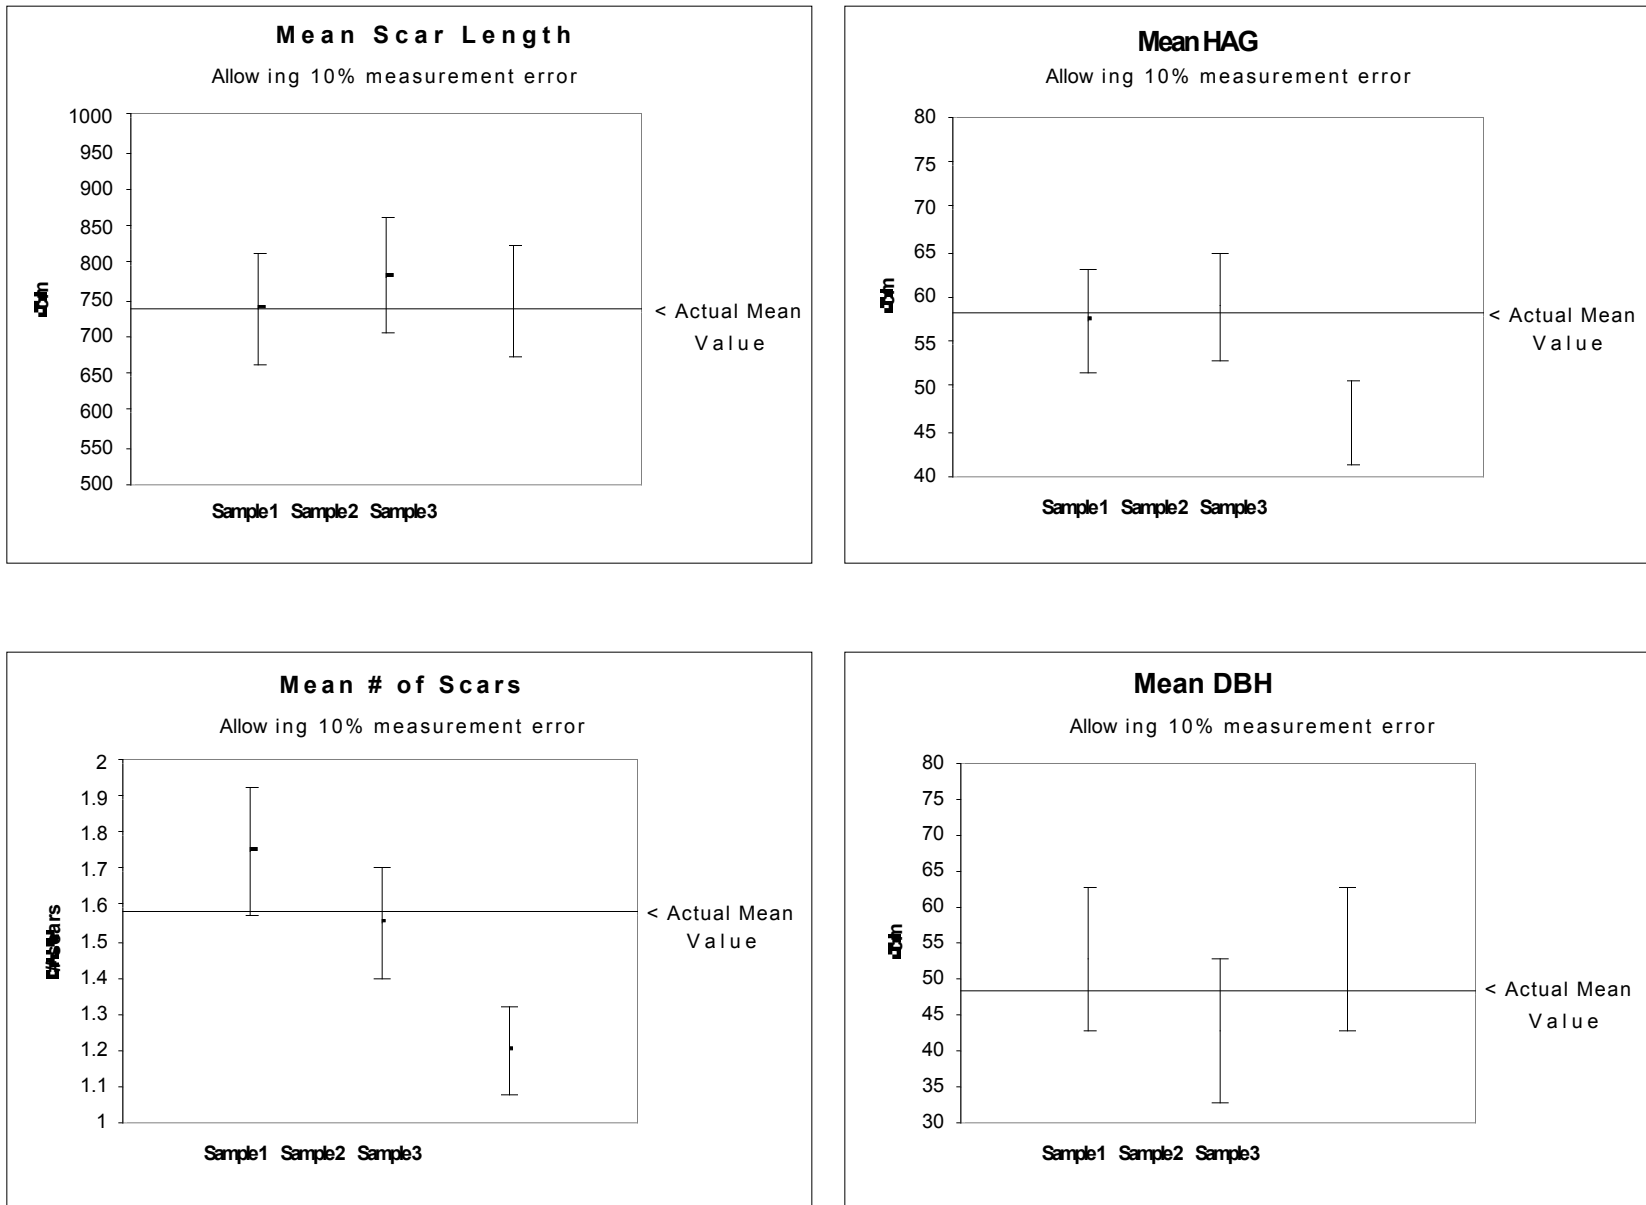 Mean Scar Length
Allow ing 10% measurement error
1000
950
900
850
800
750
700
650
600
550
500
< Actual Mean
Value
Sample1 Sample2 Sample3
Mean HAG
Allow ing 10% measurement error
80
75
70
65
60
55
50
45
40
< Actual Mean
Value
Sample1 Sample2 Sample3
Mean # of Scars
Allow ing 10% measurement error
2
1.9
1.8
1.7
1.6
1.5
1.4
1.3
1.2
1.1
1
< Actual Mean
Value
Sample1 Sample2 Sample3
Mean DBH
Allow ing 10% measurement error
80
75
70
65
60
55
50
45
40
35
30
< Actual Mean
Value
Sample1 Sample2 Sample3